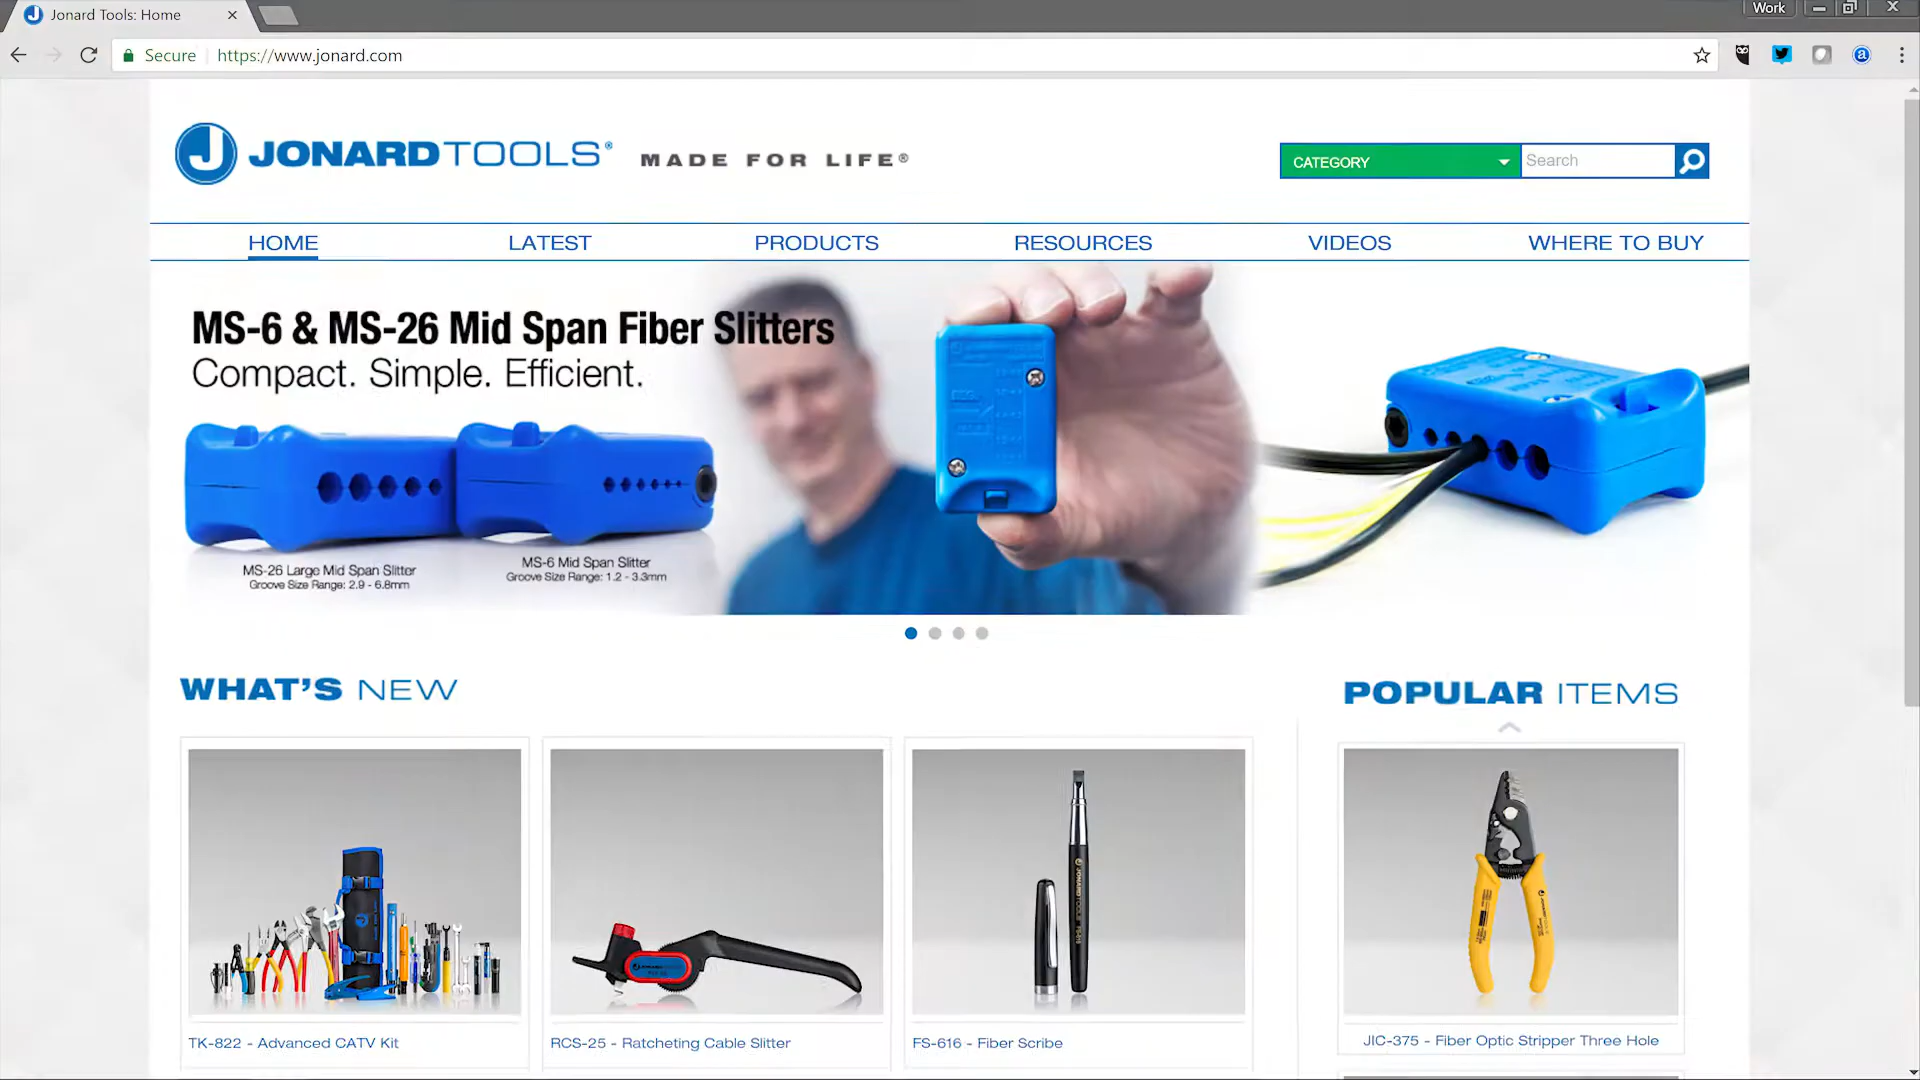 Jonard Tools: Home
Work
Secure
https://www.jonard.com
JONARDTOOLS®
MADE FOR LIFE®
CATEGORY
Search
HOME
LATEST
PRODUCTS
RESOURCES
VIDEOS
WHERE TO BUY
MS-6 & MS-26 Mid Span Fiber Slitters
Compact. Simple. Efficient.
MS-26 Large Mid Span Slitter
Groove Size Range: 2.9 - 6.8mm
MS-6 Mid Span Slitter
Groove Size Range: 1.2 - 3.3mm
WHAT'S NEW
POPULAR ITEMS
TK-822 - Advanced CATV Kit
RCS-25 - Ratcheting Cable Slitter
FS-616 - Fiber Scribe
JIC-375 - Fiber Optic Stripper Three Hole